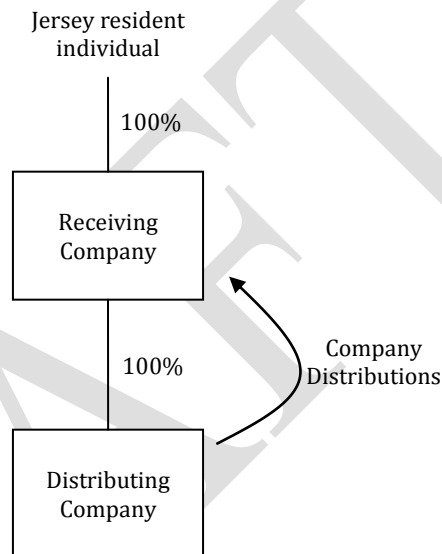 Jersey resident
individual
100%
Receiving
Company
Company
Distributions
100%
Distributing
Company